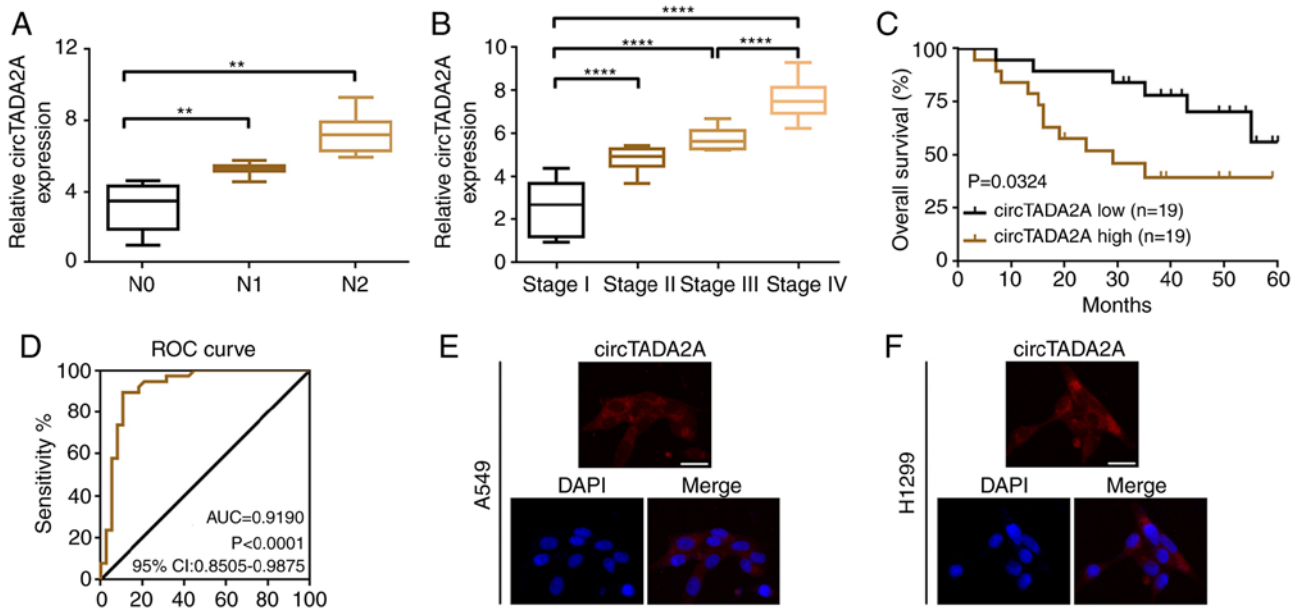 A
Relative circTADA2A
expression
12
8
4
0
**
**
N0
N1
N2
B
Relative circTADA2A
expression
10
8
6
4
2
0
****
****
****
****
Stage I
Stage II
Stage III
Stage IV
C
Overall survival (%)
100
75
50
25
0
P=0.0324
circTADA2A low (n=19)
circTADA2A high (n=19)
0
10
20
30
40
50
60
Months
D
ROC curve
Sensitivity %
100
80
60
40
20
0
AUC=0.9190
P<0.0001
95% CI:0.8505-0.9875
0
20
40
60
80
100
E
A549
circTADA2A
DAPI
Merge
F
H1299
circTADA2A
DAPI
Merge